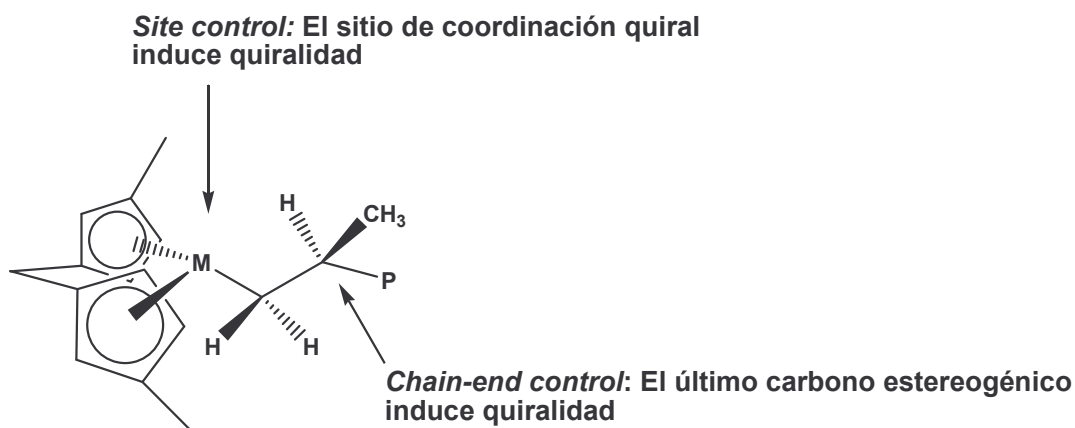 Site control: El sitio de coordinación quiral
induce quiralidad
H
CH3
M
P
H
H
Chain-end control: El último carbono estereogénico
induce quiralidad